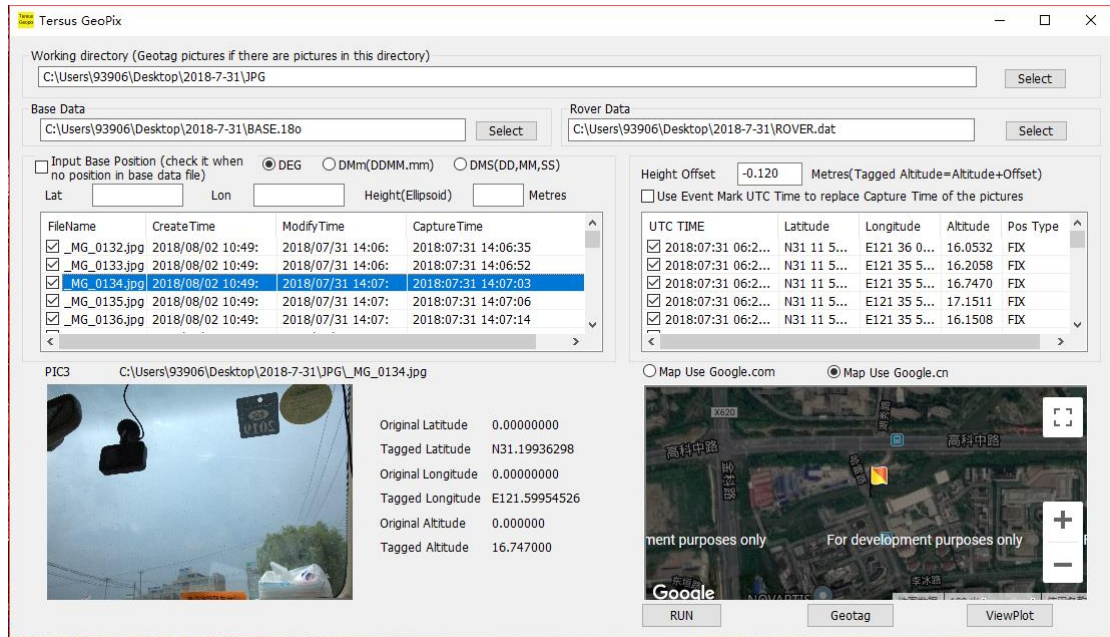 Tersus GeoPix
Working directory (Geotag pictures if there are pictures in this directory)
C:\Users\93906\Desktop\2018-7-31\JPG
Select
Base Data
C:\Users\93906\Desktop\2018-7-31\BASE.18o
Select
Rover Data
C:\Users\93906\Desktop\2018-7-31\ROVER.dat
Select
Input Base Position (check it when no position in base data file)
DEG
DMm(DDMM.mm)
DMS(DD,MM,SS)
Lat
Lon
Height(Ellipsoid)
Metres
Height Offset
-0.120
Metres(Tagged Altitude=Altitude+Offset)
Use Event Mark UTC Time to replace Capture Time of the pictures
FileName CreateTime ModifyTime CaptureTime
_MG_0132.jpg 2018/08/02 10:49: 2018/07/31 14:06: 2018:07:31 14:06:35
_MG_0133.jpg 2018/08/02 10:49: 2018/07/31 14:06: 2018:07:31 14:06:52
_MG_0134.jpg 2018/08/02 10:49: 2018/07/31 14:07: 2018:07:31 14:07:03
_MG_0135.jpg 2018/08/02 10:49: 2018/07/31 14:07: 2018:07:31 14:07:06
_MG_0136.jpg 2018/08/02 10:49: 2018/07/31 14:07: 2018:07:31 14:07:14
UTC TIME Latitude Longitude Altitude Pos Type
2018:07:31 06:2... N31 11 5... E121 36 0... 16.0532 FIX
2018:07:31 06:2... N31 11 5... E121 35 5... 16.2058 FIX
2018:07:31 06:2... N31 11 5... E121 35 5... 16.7470 FIX
2018:07:31 06:2... N31 11 5... E121 35 5... 17.1511 FIX
2018:07:31 06:2... N31 11 5... E121 35 5... 16.1508 FIX
PIC3 C:\Users\93906\Desktop\2018-7-31\JPG\_MG_0134.jpg
Original Latitude 0.00000000
Tagged Latitude N31.19936298
Original Longitude 0.00000000
Tagged Longitude E121.59954526
Original Altitude 0.000000
Tagged Altitude 16.747000
Map Use Google.com
Map Use Google.cn
X620
高科中路
高科中路
金科路
ment purposes only
For development purposes only
Google
NOVARTIS
李冰路
RUN
Geotag
ViewPlot